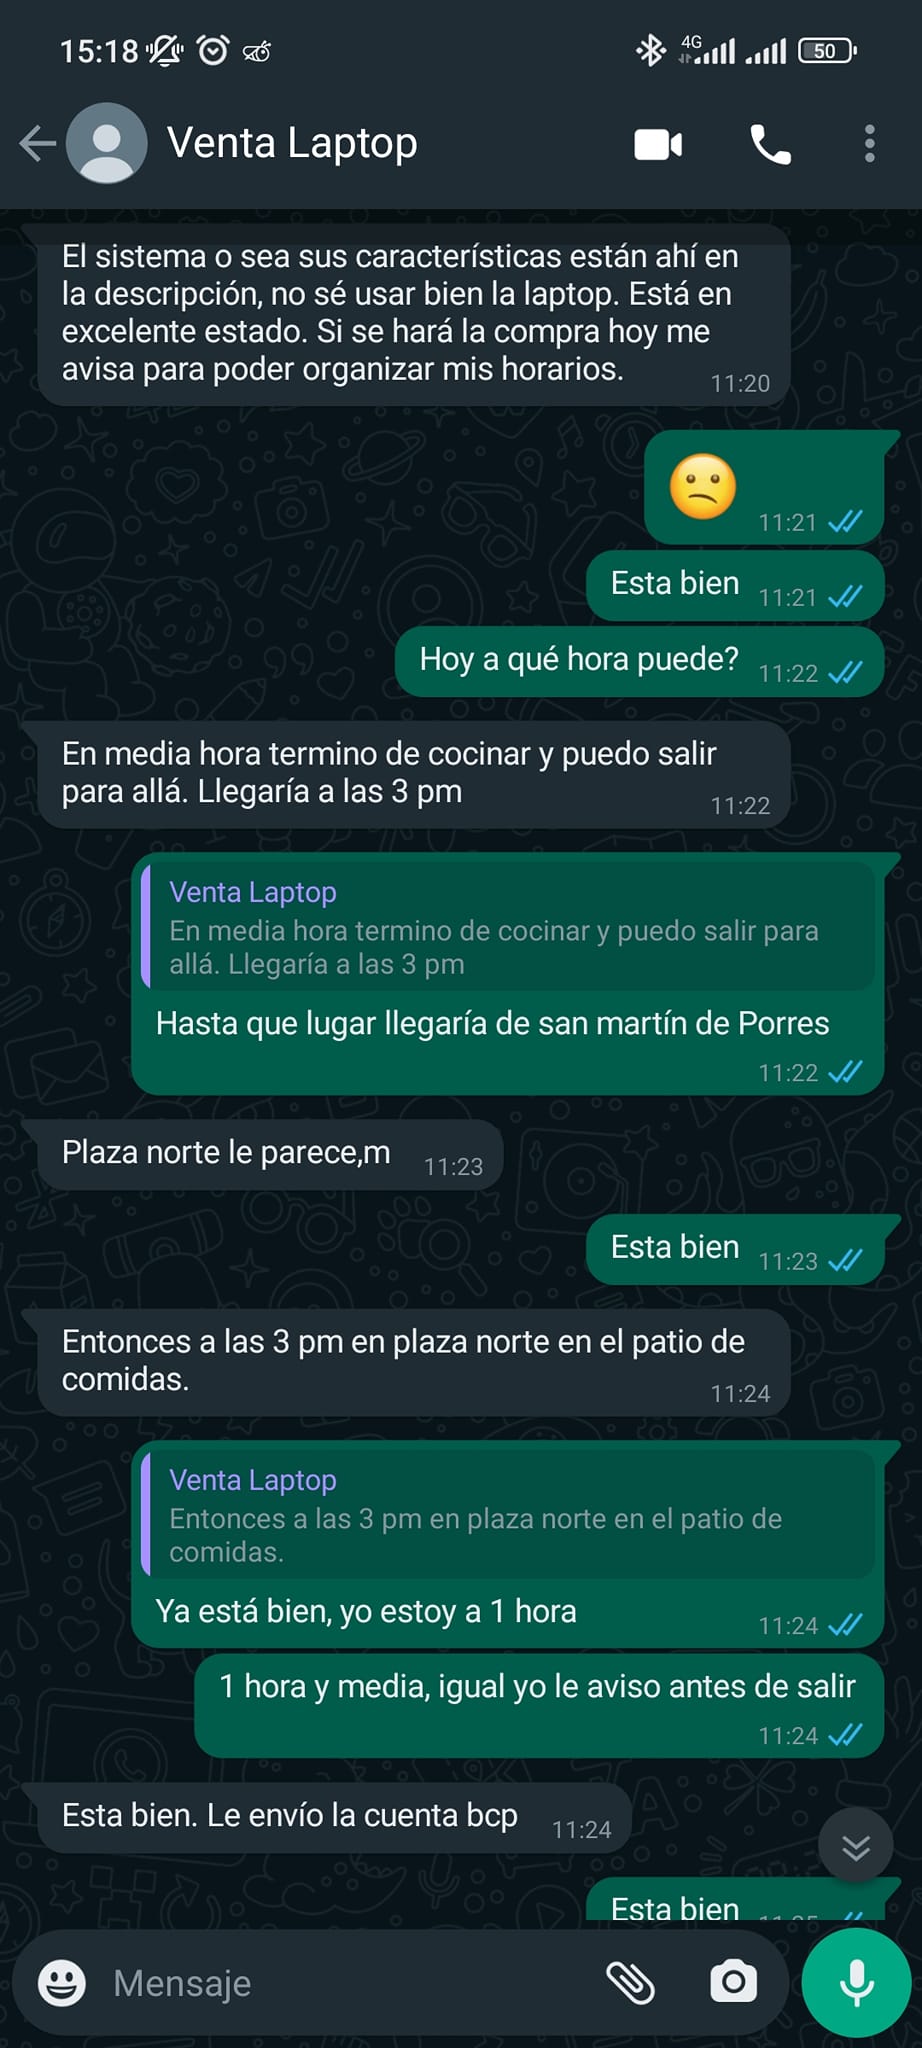 15:18
4G
50
Venta Laptop
El sistema o sea sus características están ahí en
la descripción, no sé usar bien la laptop. Está en
excelente estado. Si se hará la compra hoy me
avisa para poder organizar mis horarios.
11:20
11:21
Esta bien
11:21
Hoy a qué hora puede?
11:22
En media hora termino de cocinar y puedo salir
para allá. Llegaría a las 3 pm
11:22
Venta Laptop
En media hora termino de cocinar y puedo salir para
allá. Llegaría a las 3 pm
Hasta que lugar llegaría de san martín de Porres
11:22
Plaza norte le parece,m
11:23
Esta bien
11:23
Entonces a las 3 pm en plaza norte en el patio de
comidas.
11:24
Venta Laptop
Entonces a las 3 pm en plaza norte en el patio de
comidas.
Ya está bien, yo estoy a 1 hora
11:24
1 hora y media, igual yo le aviso antes de salir
11:24
Esta bien. Le envío la cuenta bcp
11:24
Esta bien
Mensaje